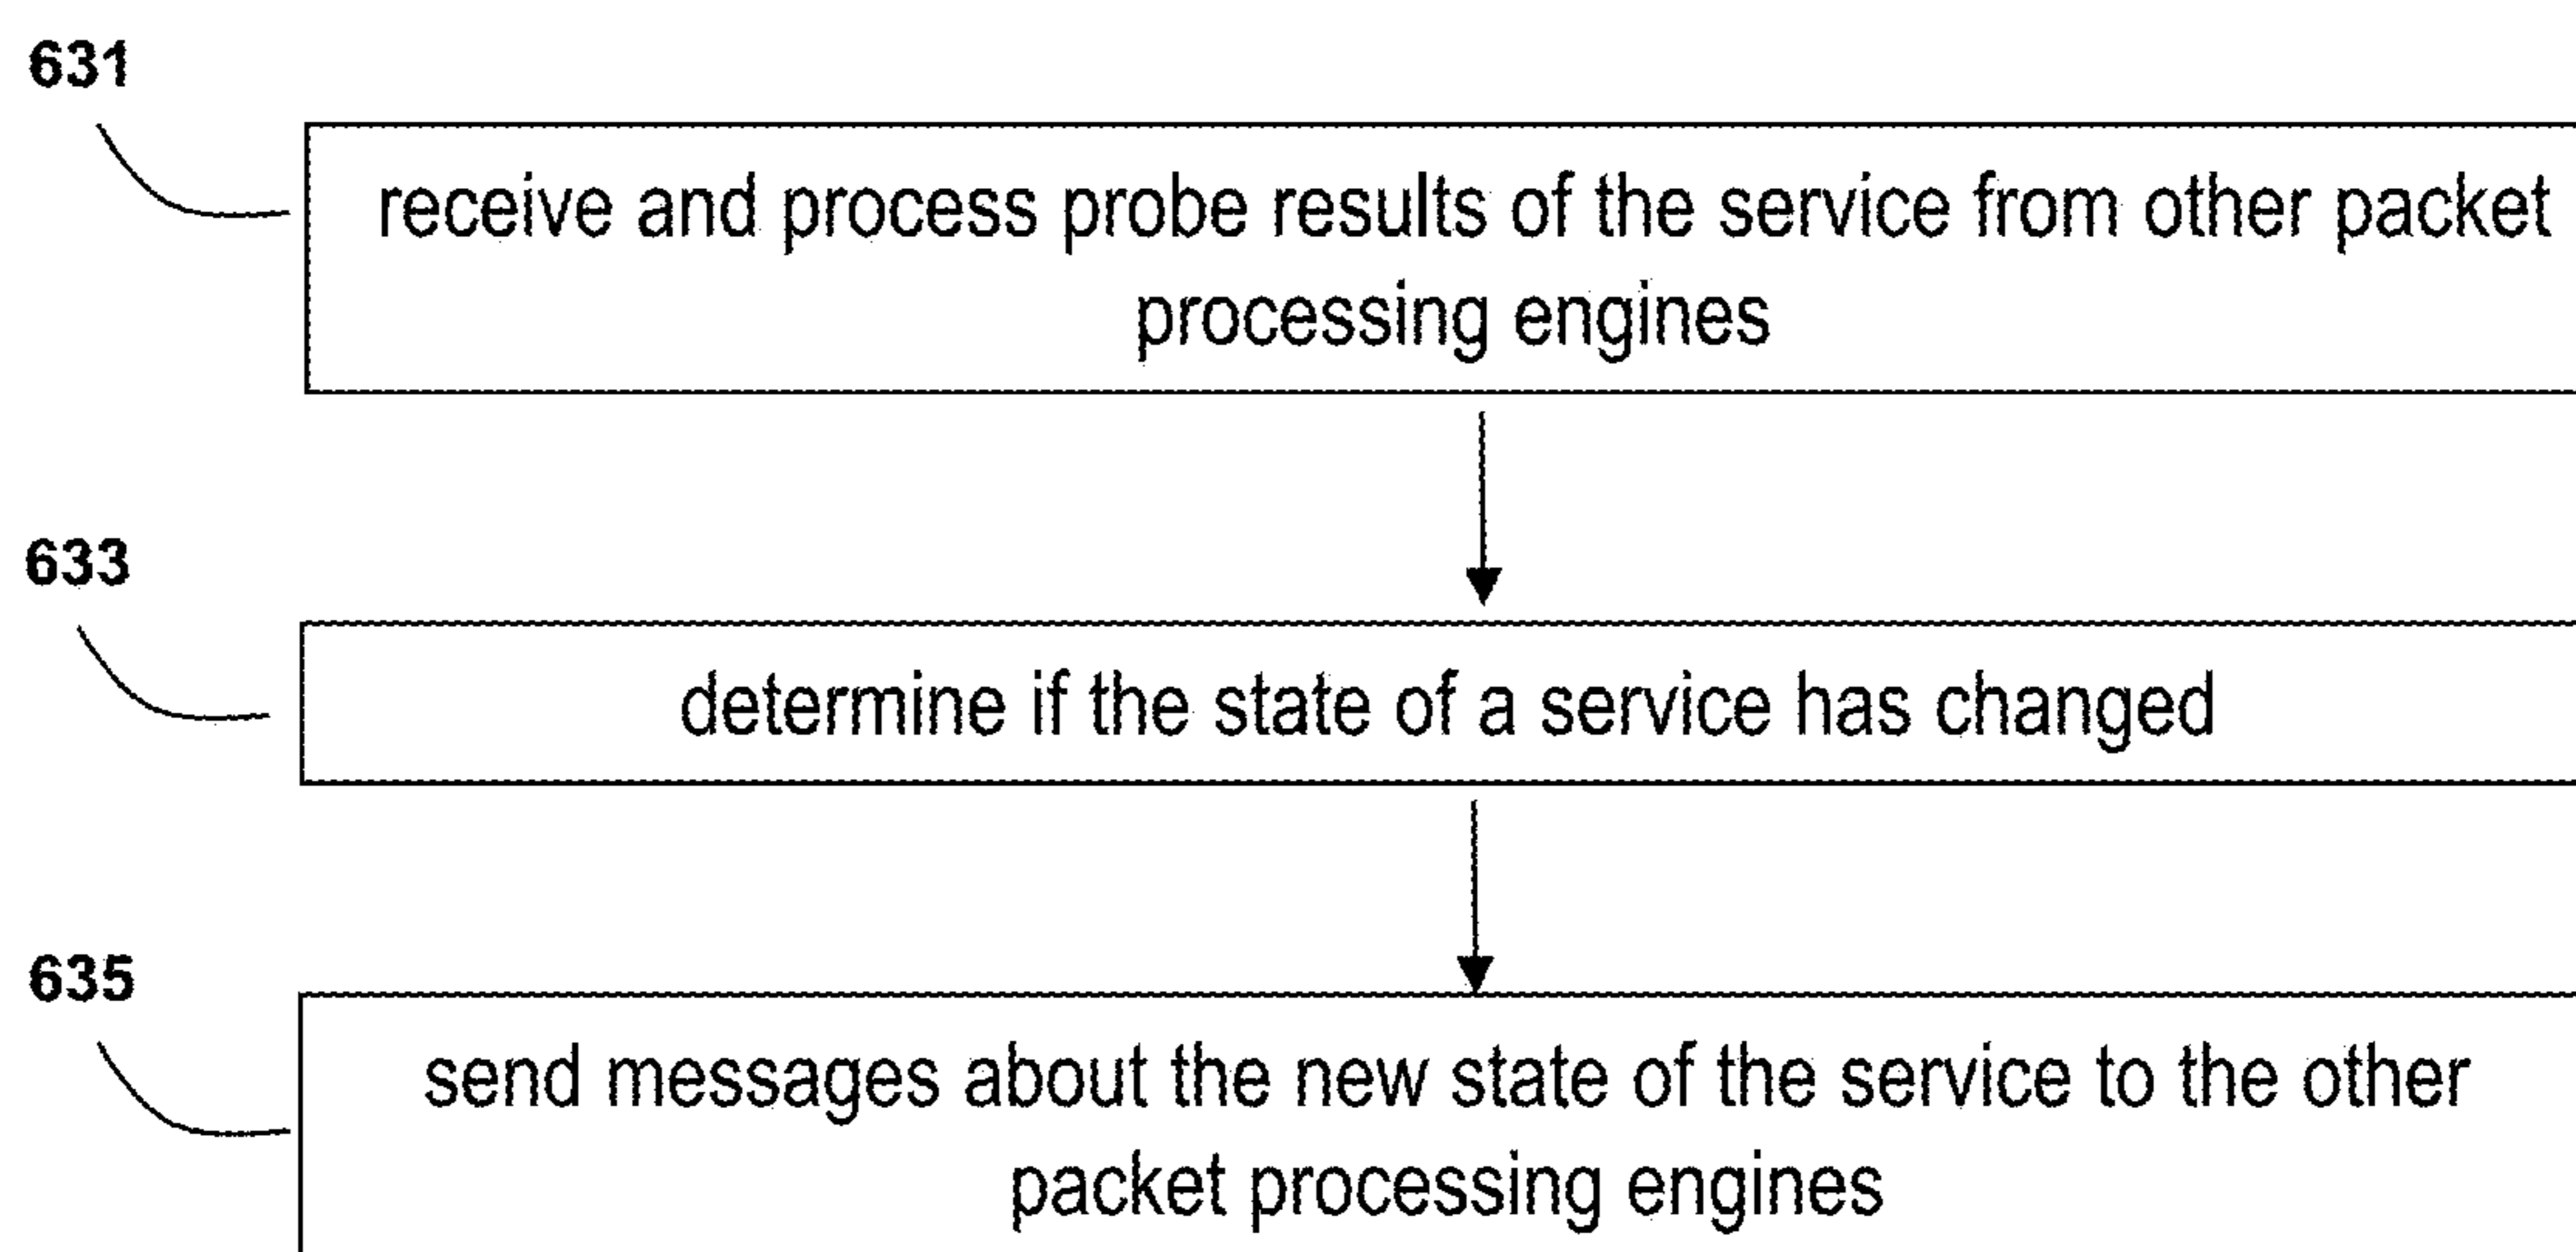 631
receive and process probe results of the service from other packet
processing engines
633
determine if the state of a service has changed
635
send messages about the new state of the service to the other
packet processing engines